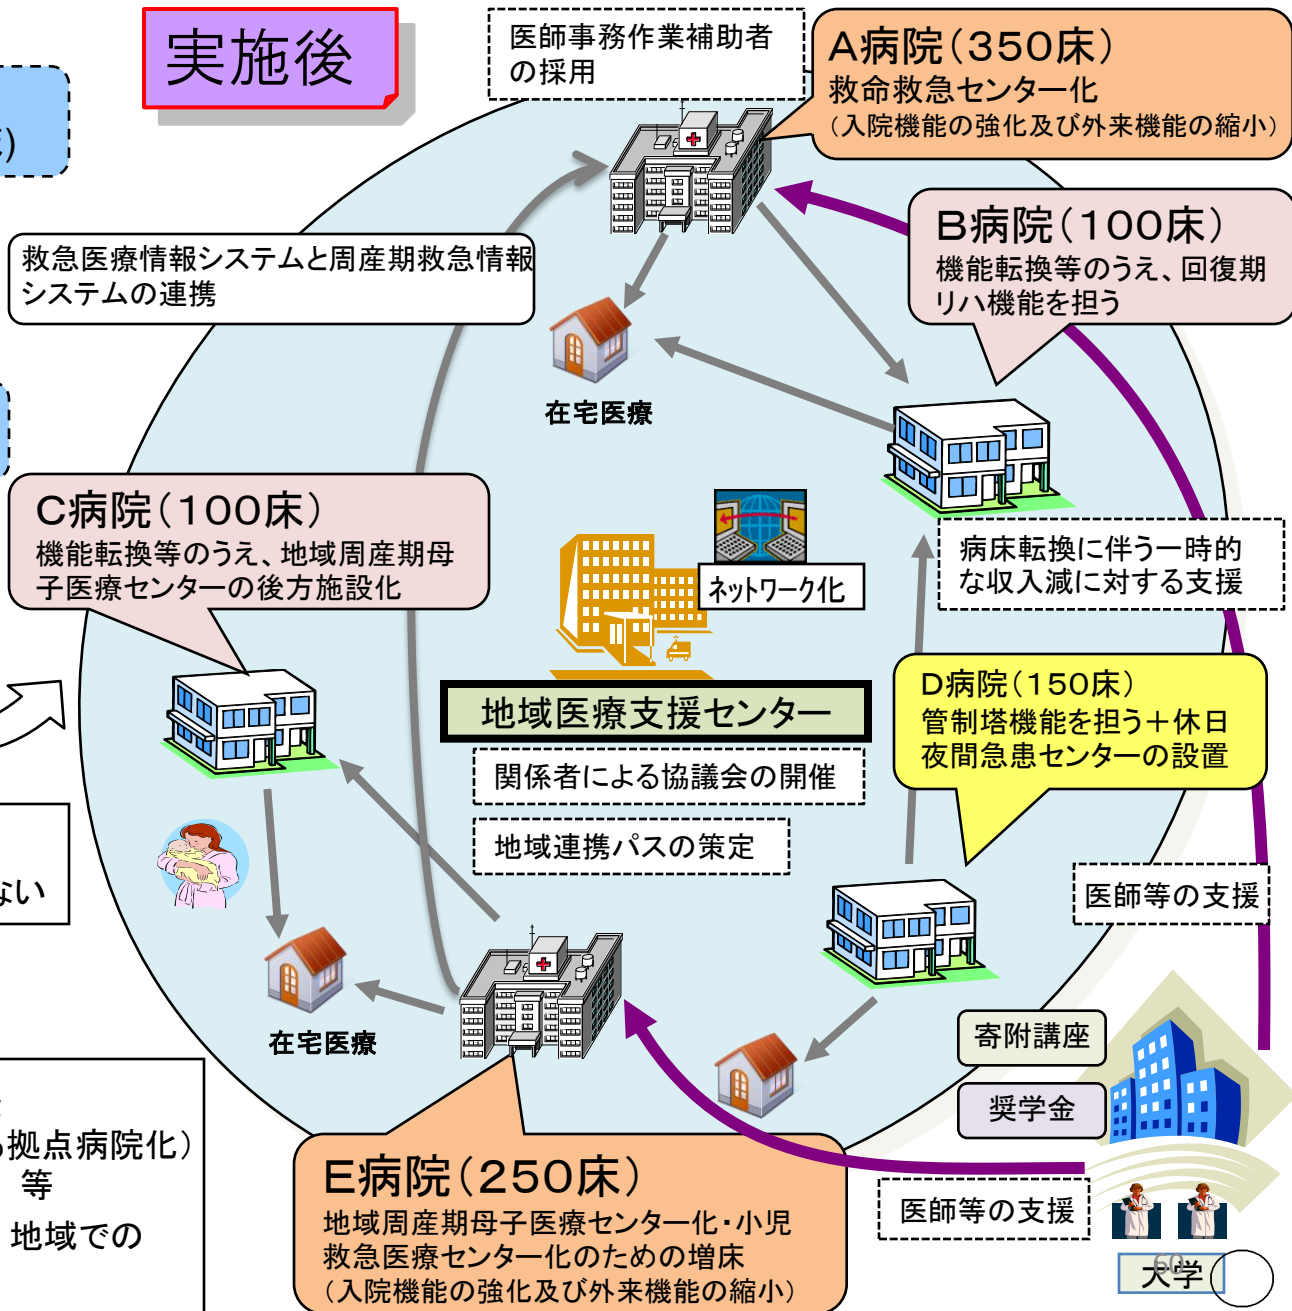 実施後
医師事務作業補助者
の採用
A病院(350床)
救命救急センター化
(入院機能の強化及び外来機能の縮小)
救急医療情報システムと周産期救急情報
システムの連携
B病院(100床)
機能転換等のうえ、回復期
リハ機能を担う
在宅医療
C病院(100床)
機能転換等のうえ、地域周産期母
子医療センターの後方施設化
ネットワーク化
病床転換に伴う一時的
な収入減に対する支援
地域医療支援センター
D病院(150床)
管制塔機能を担う+休日
夜間急患センターの設置
関係者による協議会の開催
地域連携パスの策定
ない
医師等の支援
在宅医療
寄附講座
奨学金
拠点病院化)
等
地域での
E病院(250床)
地域周産期母子医療センター化・小児
救急医療センター化のための増床
(入院機能の強化及び外来機能の縮小)
医師等の支援
大学
60